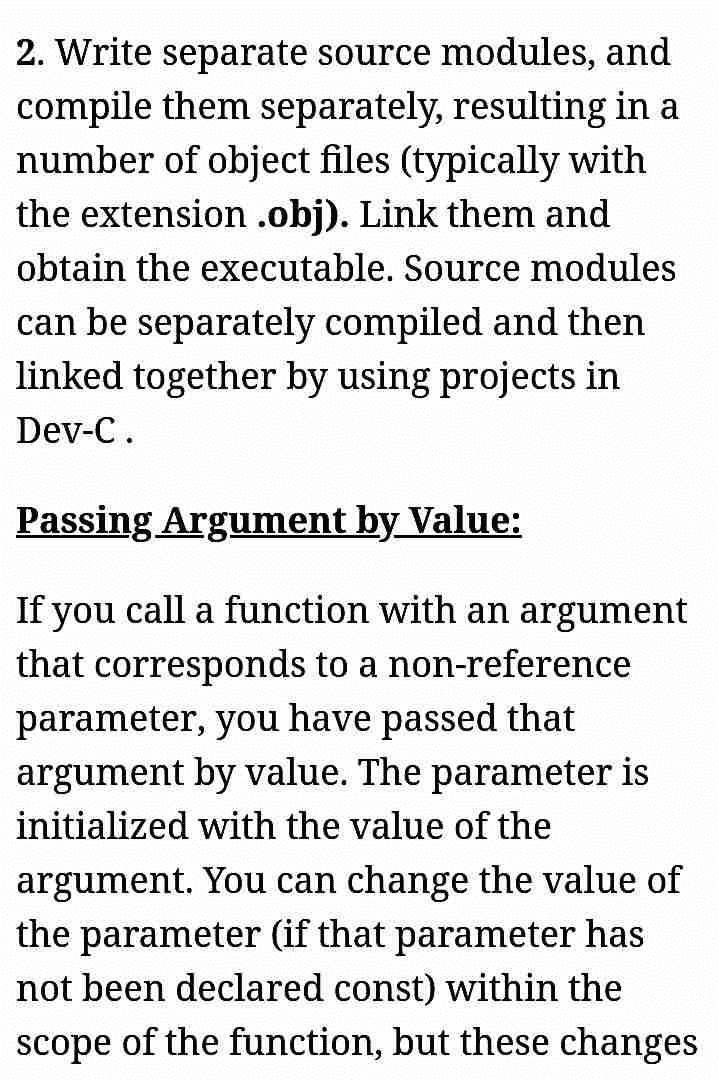 2. Write separate source modules, and
compile them separately, resulting in a
number of object files (typically with
the extension .obj). Link them and
obtain the executable. Source modules
can be separately compiled and then
linked together by using projects in
Dev-C .
Passing Argument by Value:
If you call a function with an argument
that corresponds to a non-reference
parameter, you have passed that
argument by value. The parameter is
initialized with the value of the
argument. You can change the value of
the parameter (if that parameter has
not been declared const) within the
scope of the function, but these changes